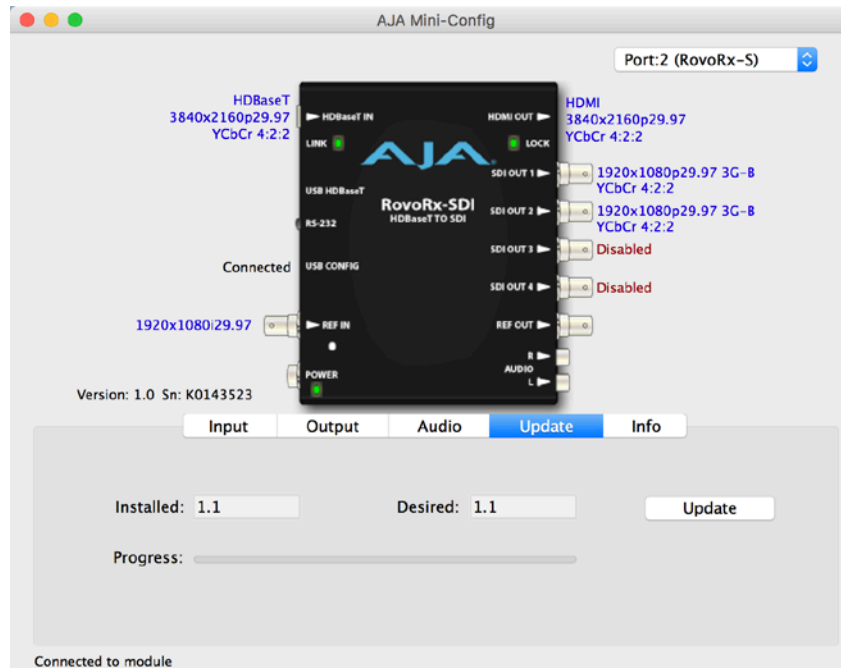 AJA Mini-Config
Port:2 (RovoRx-S)
HDBaseT
3840x2160p29.97
YCbCr 4:2:2
HDBaseT IN
LINK
USB HDBaseT
RS-232
Connected
USB CONFIG
1920x1080i29.97
REF IN
POWER
Version: 1.0 Sn: K0143523
AJA
RovoRx-SDI
HDBaseT TO SDI
HDMI OUT
LOCK
HDMI
3840x2160p29.97
YCbCr 4:2:2
SDI OUT 1
1920x1080p29.97 3G-B
YCbCr 4:2:2
SDI OUT 2
1920x1080p29.97 3G-B
YCbCr 4:2:2
SDI OUT 3
Disabled
SDI OUT 4
Disabled
REF OUT
R
AUDIO
L
Input Output Audio Update Info
Installed: 1.1 Desired: 1.1 Update
Progress:
Connected to module